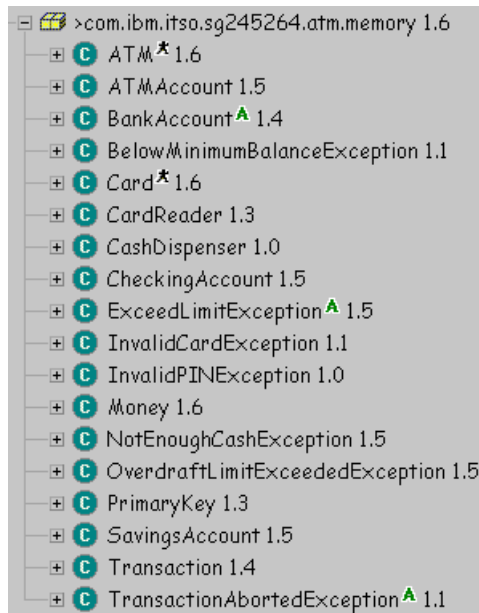 >com.ibm.itso.sg245264.atm.memory 1.6
C ATM 1.6
C ATMAccount 1.5
C BankAccount A 1.4
C BelowMinimumBalanceException 1.1
C Card 1.6
C CardReader 1.3
C CashDispenser 1.0
C CheckingAccount 1.5
C ExceedLimitException A 1.5
C InvalidCardException 1.1
C InvalidPINException 1.0
C Money 1.6
C NotEnoughCashException 1.5
C OverdraftLimitExceededException 1.5
C PrimaryKey 1.3
C SavingsAccount 1.5
C Transaction 1.4
C TransactionAbortedException A 1.1